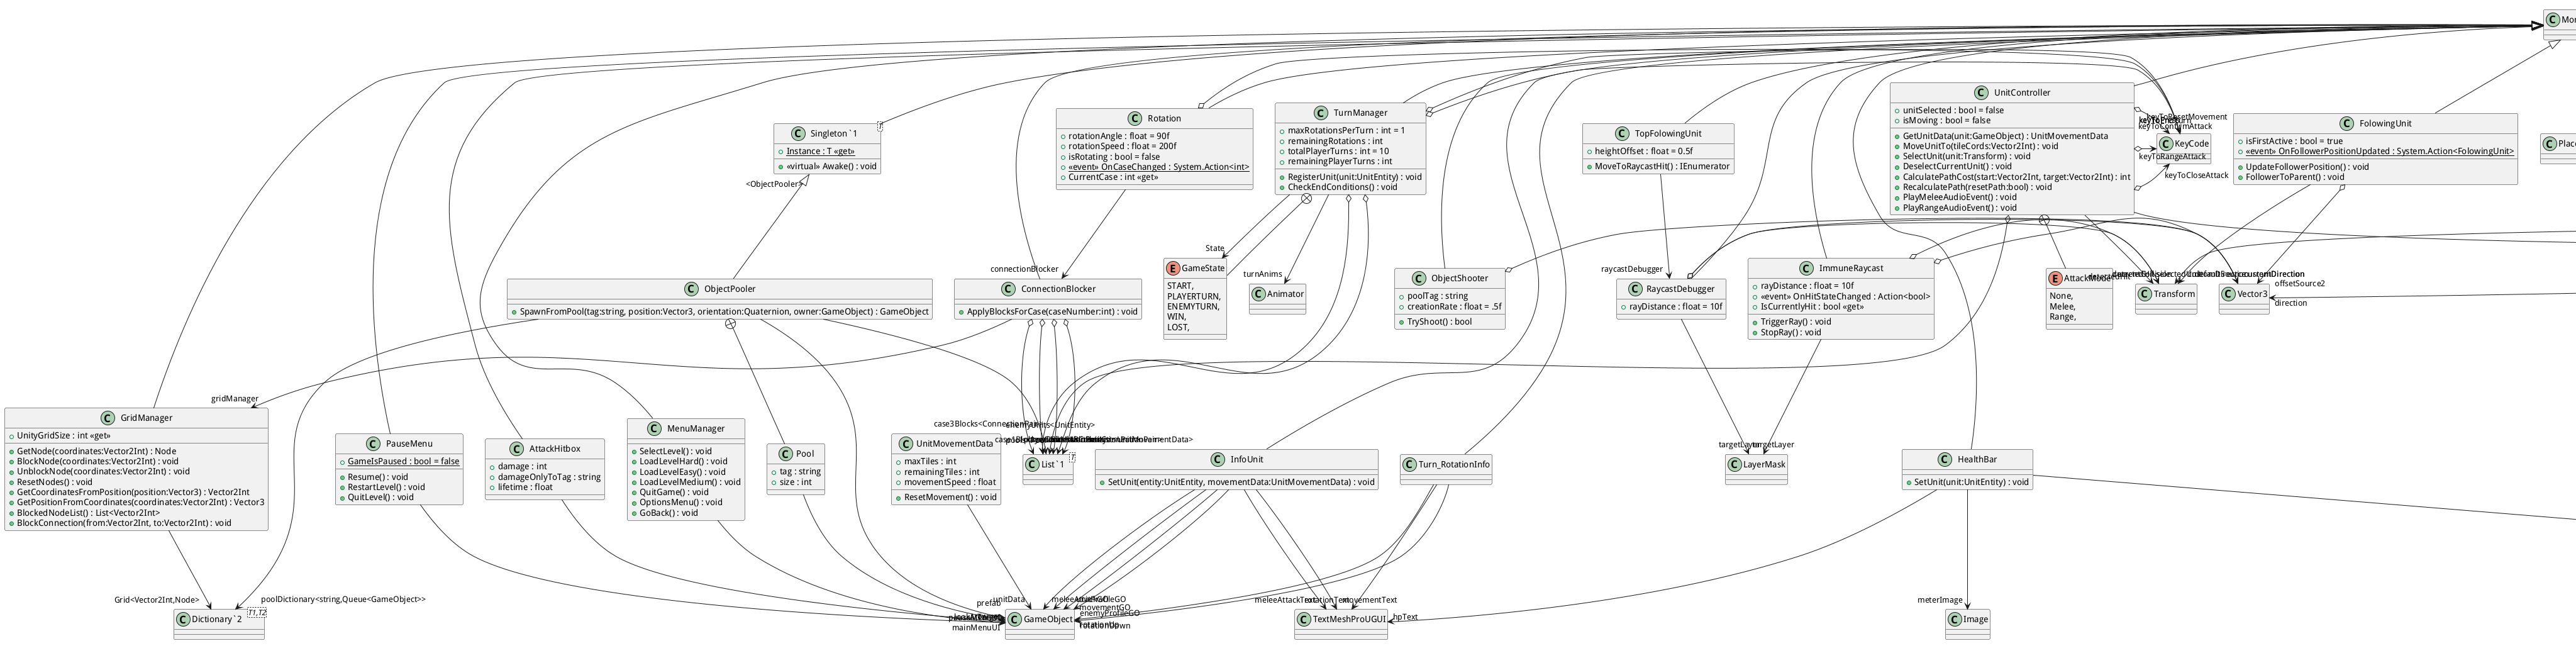 C Mo
C Singleton`1 T
Instance : T «get»
«virtual» Awake() : void
<ObjectPooler>
C Rotation
rotationAngle : float = 90f
rotationSpeed : float = 200f
isRotating : bool = false
«event» OnCaseChanged : System.Action<int>
CurrentCase : int «get»
C TurnManager
maxRotationsPerTurn : int = 1
remainingRotations : int
totalPlayerTurns : int = 10
remainingPlayerTurns : int
RegisterUnit(unit:UnitEntity) : void
CheckEndConditions() : void
C TopFolowingUnit
heightOffset : float = 0.5f
MoveToRaycastHit() : IEnumerator
C UnitController
unitSelected : bool = false
isMoving : bool = false
GetUnitData(unit:GameObject) : UnitMovementData
MoveUnitTo(tileCords:Vector2Int) : void
SelectUnit(unit:Transform) : void
DeselectCurrentUnit() : void
CalculatePathCost(start:Vector2Int, target:Vector2Int) : int
RecalculatePath(resetPath:bool) : void
PlayMeleeAudioEvent() : void
PlayRangeAudioEvent() : void
keyToResetMovement
keyToConfirmAttack
C KeyCode
keyToRangeAttack
keyToCloseAttack
C FolowingUnit
isFirstActive : bool = true
«event» OnFollowerPositionUpdated : System.Action<FolowingUnit>
UpdateFollowerPosition() : void
FollowerToParent() : void
C Place
C ObjectPooler
SpawnFromPool(tag:string, position:Vector3, orientation:Quaternion, owner:GameObject) : GameObject
connectionBlocker
C ConnectionBlocker
ApplyBlocksForCase(caseNumber:int) : void
State
E GameState
START,
PLAYERTURN,
ENEMYTURN,
WIN,
LOST,
turnAnims
C Animator
C ObjectShooter
poolTag : string
creationRate : float = .5f
TryShoot() : bool
raycastDebugger
C RaycastDebugger
rayDistance : float = 10f
C ImmuneRaycast
rayDistance : float = 10f
«event» OnHitStateChanged : Action<bool>
IsCurrentlyHit : bool «get»
TriggerRay() : void
StopRay() : void
E AttackMode
None,
Melee,
Range,
C Transform
C Vector3
currentDirection
offsetSource2
direction
gridManager
C GridManager
UnityGridSize : int «get»
GetNode(coordinates:Vector2Int) : Node
BlockNode(coordinates:Vector2Int) : void
UnblockNode(coordinates:Vector2Int) : void
ResetNodes() : void
GetCoordinatesFromPosition(position:Vector3) : Vector2Int
GetPositionFromCoordinates(coordinates:Vector2Int) : Vector3
BlockedNodeList() : List<Vector2Int>
BlockConnection(from:Vector2Int, to:Vector2Int) : void
C PauseMenu
GameIsPaused : bool = false
Resume() : void
RestartLevel() : void
QuitLevel() : void
C AttackHitbox
damage : int
damageOnlyToTag : string
lifetime : float
C MenuManager
SelectLevel() : void
LoadLevelHard() : void
LoadLevelEasy() : void
LoadLevelMedium() : void
QuitGame() : void
OptionsMenu() : void
GoBack() : void
C Pool
tag : string
size : int
C UnitMovementData
maxTiles : int
remainingTiles : int
movementSpeed : float
ResetMovement() : void
C List`1 T
C InfoUnit
SetUnit(entity:UnitEntity, movementData:UnitMovementData) : void
C Turn_RotationInfo
targetLayer
targetLayer
C LayerMask
C HealthBar
SetUnit(unit:UnitEntity) : void
Grid<Vector2Int,Node>
poolDictionary<string,Queue<GameObject>>
C Dictionary`2 T1,T2
prefab
mainMenuUI
unitData
C GameObject
movementGO
enemyProfileGO
rotationDown
meleeAttackText
rotationText
movementText
C TextMeshProUGUI
hpText
meterImage
C Image